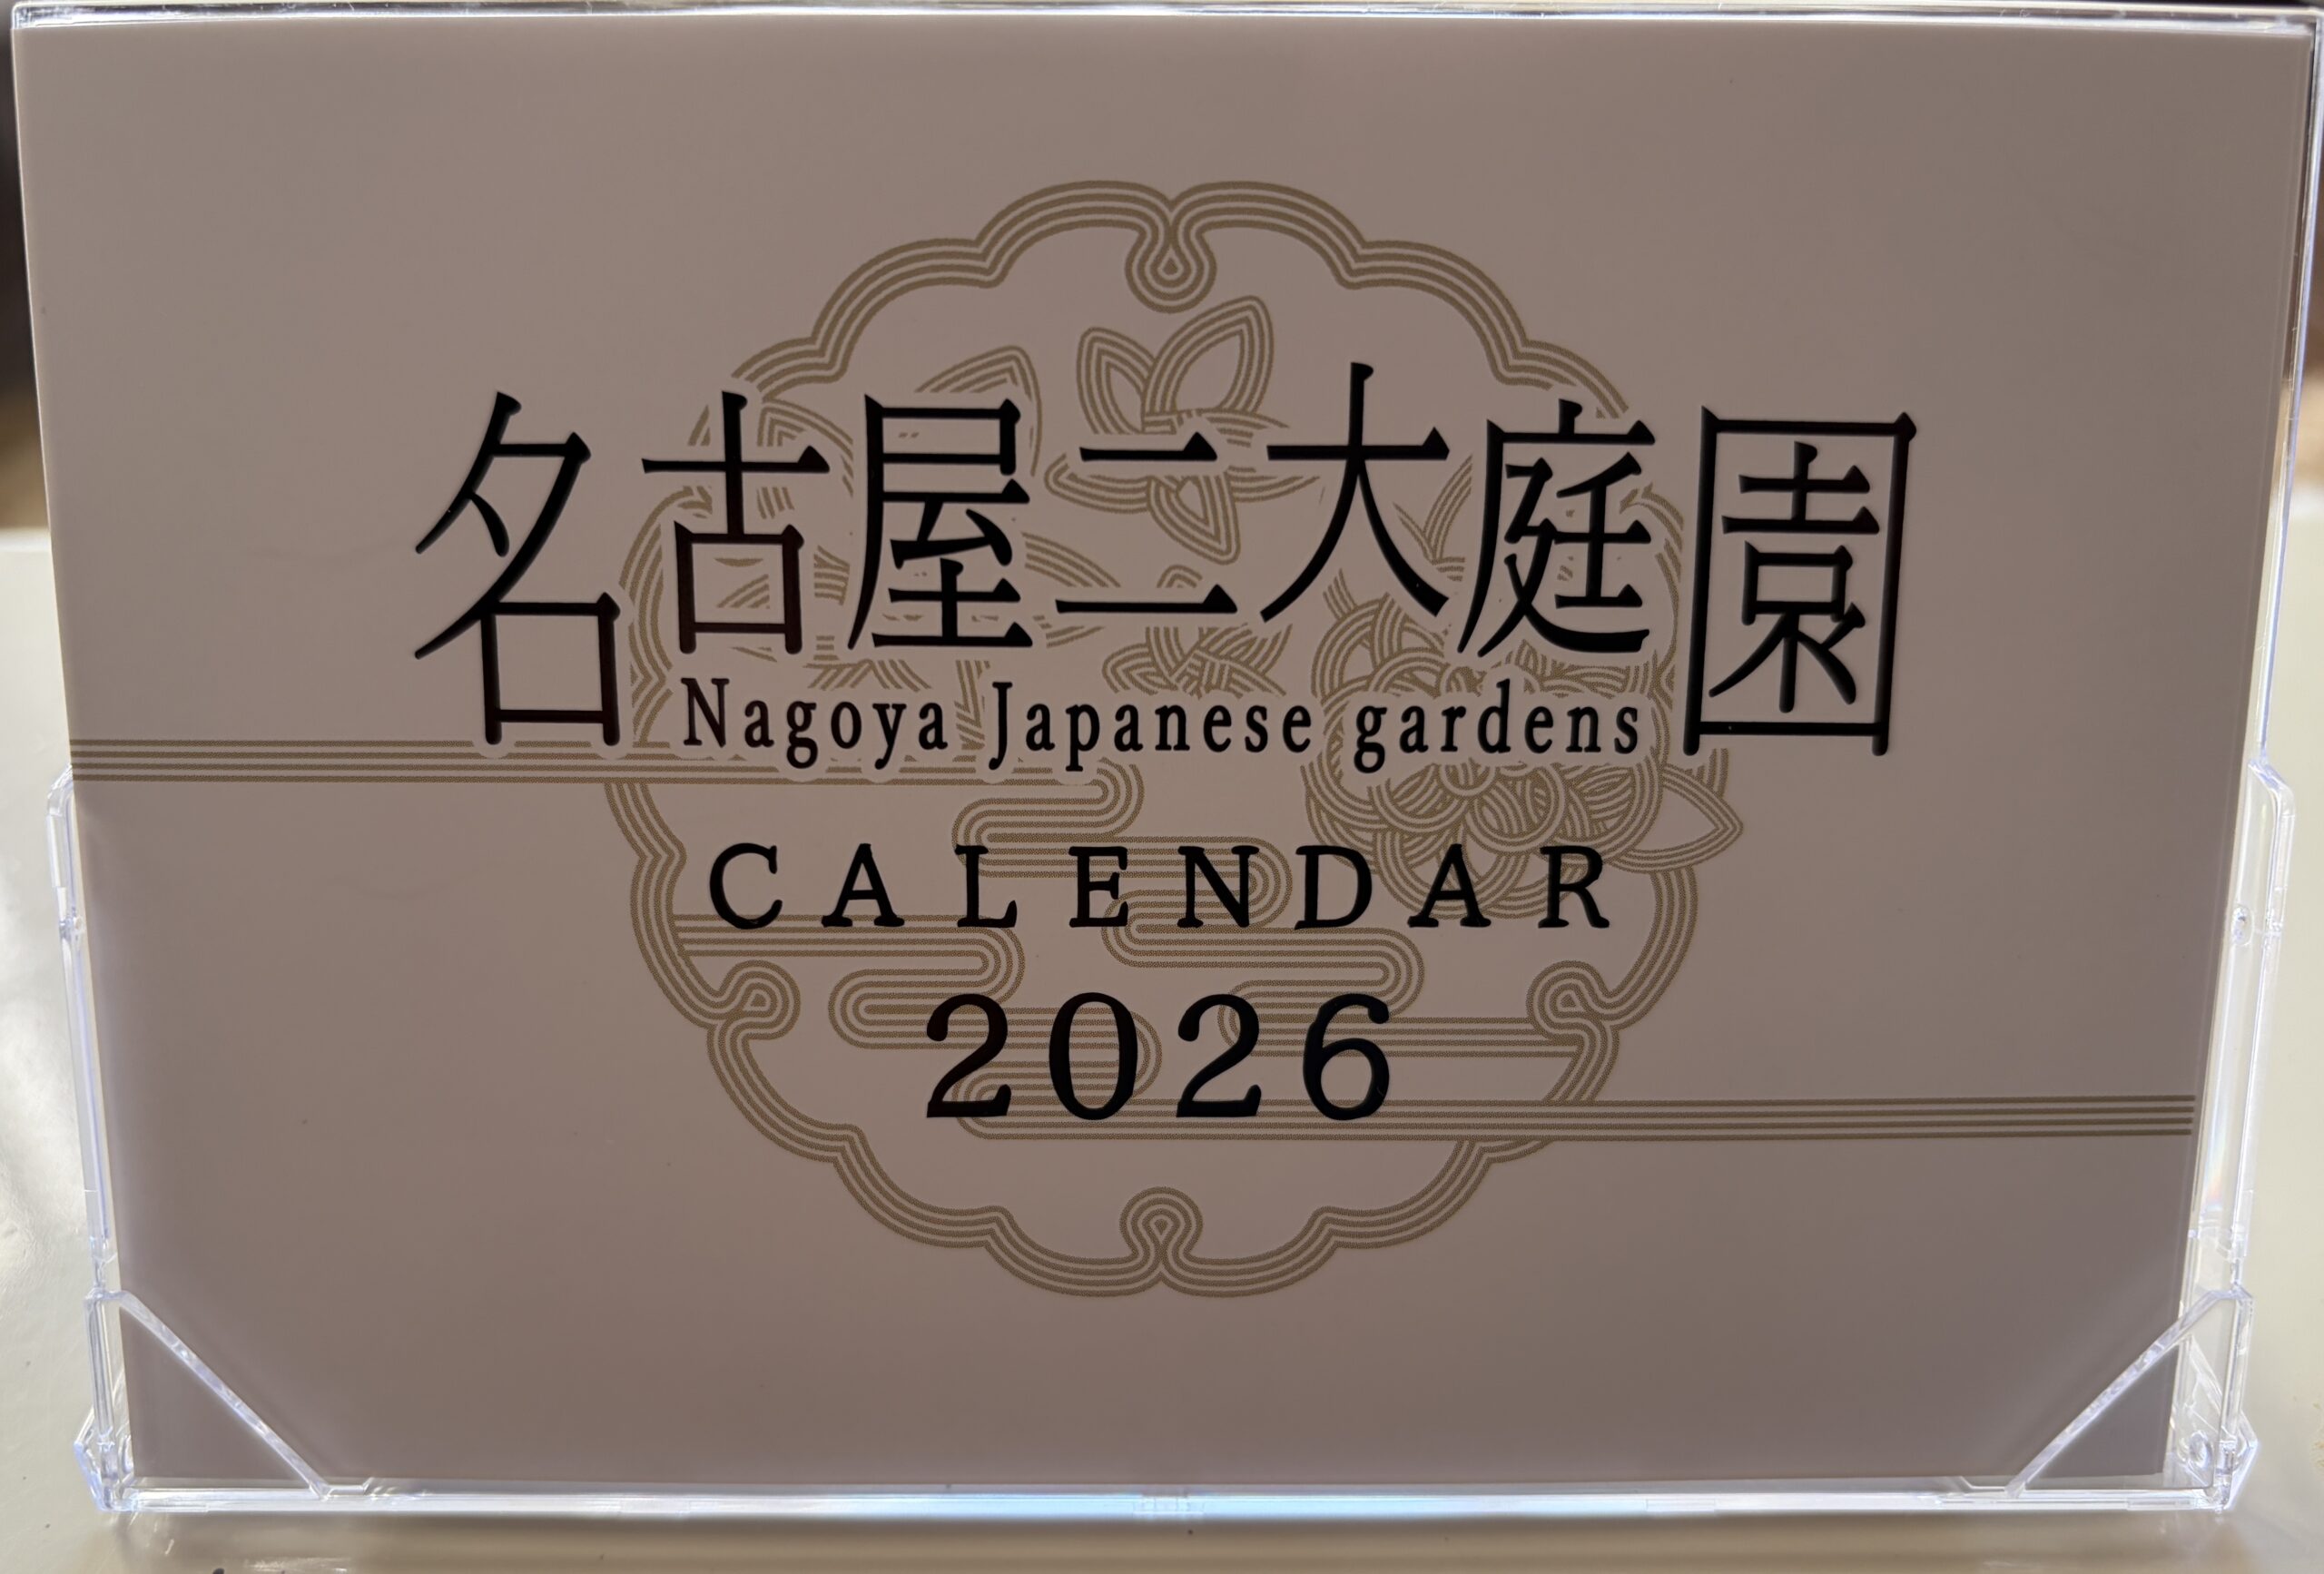 名古屋二大庭園
Nagoya Japanese gardens
CALENDAR
2026